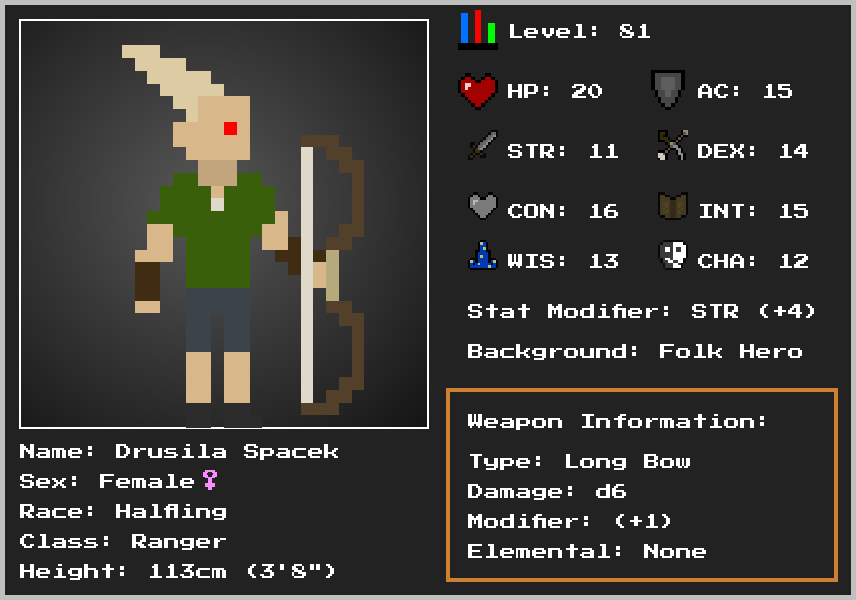 Level: 81
HP: 20 AC: 15
STR: 11 DEX: 14
CON: 16 INT: 15
WIS: 13 CHA: 12
Stat Modifier: STR (+4)
Background: Folk Hero
Weapon Information:
Type: Long Bow
Damage: d6
Modifier: (+1)
Elemental: None
Name: Drusila Spacek
Sex: Female♀
Race: Halfling
Class: Ranger
Height: 113cm (3'8")